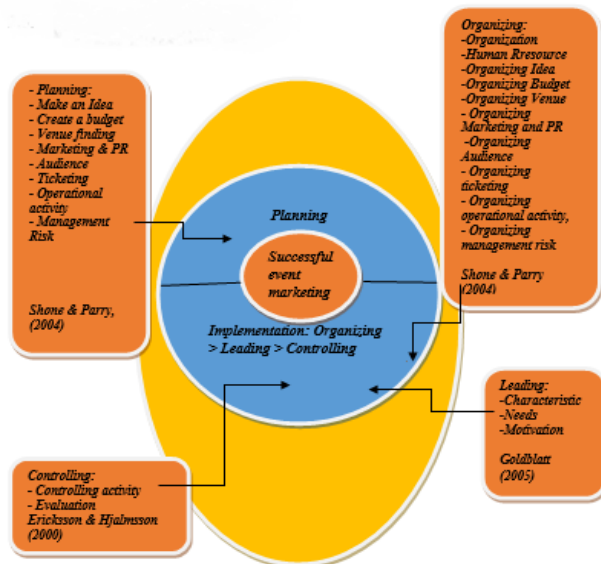 - Planning:
- Make an Idea
- Create a budget
- Venue finding
- Marketing & PR
- Audience
- Ticketing
- Operational
activity
- Management
Risk
Shone & Parry,
(2004)
Organizing:
-Organization
-Human Rresource
-Organizing Idea
-Organizing Budget
-Organizing Venue
- Organizing
Marketing and PR
-Organizing
Audience
- Organizing
ticketing
- Organizing
operational activity,
- Organizing
management risk
Shone & Parry
(2004)
Planning
Successful
event
marketing
Implementation: Organizing
> Leading > Controlling
Leading:
-Characteristic
-Needs
-Motivation
Goldblatt
(2005)
Controlling:
- Controlling activity
- Evaluation
Ericksson & Hjalmsson
(2000)